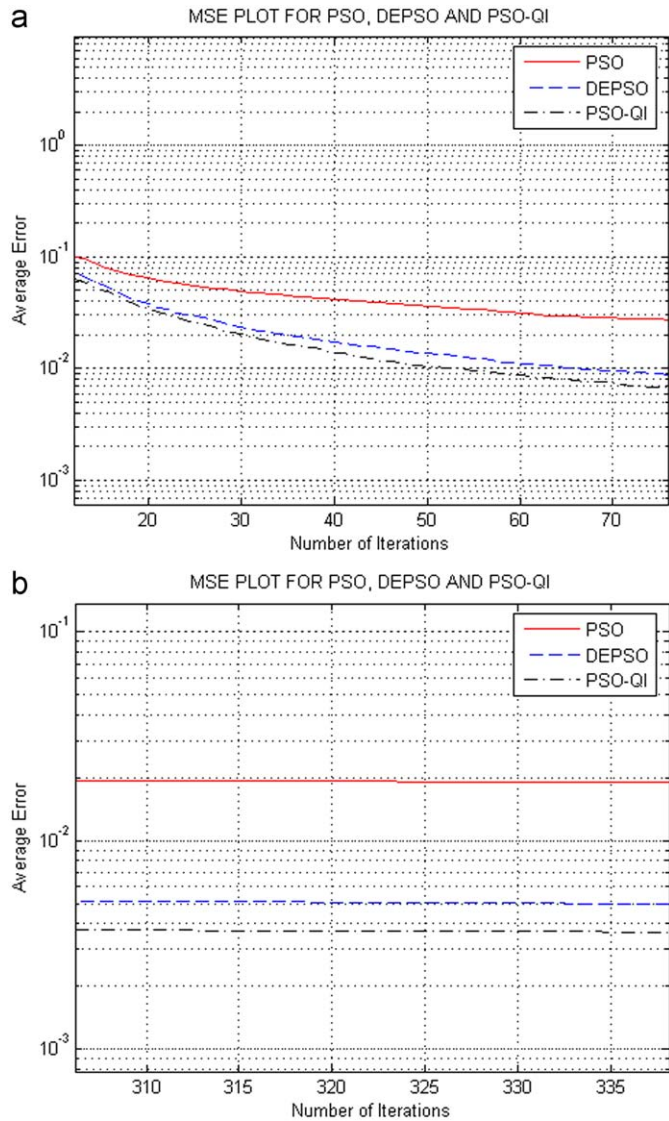 a
MSE PLOT FOR PSO, DEPSO AND PSO-QI
PSO
DEPSO
PSO-QI
10^0
10^-1
10^-2
10^-3
Average Error
20 30 40 50 60 70
Number of Iterations
b
MSE PLOT FOR PSO, DEPSO AND PSO-QI
PSO
DEPSO
PSO-QI
10^-1
10^-2
10^-3
Average Error
310 315 320 325 330 335
Number of Iterations